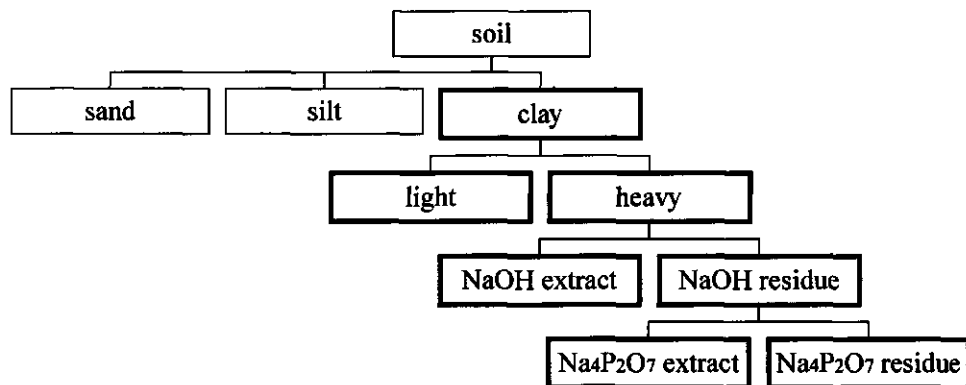 soil
sand silt clay
light heavy
NaOH extract NaOH residue
Na4P2O7 extract Na4P2O7 residue